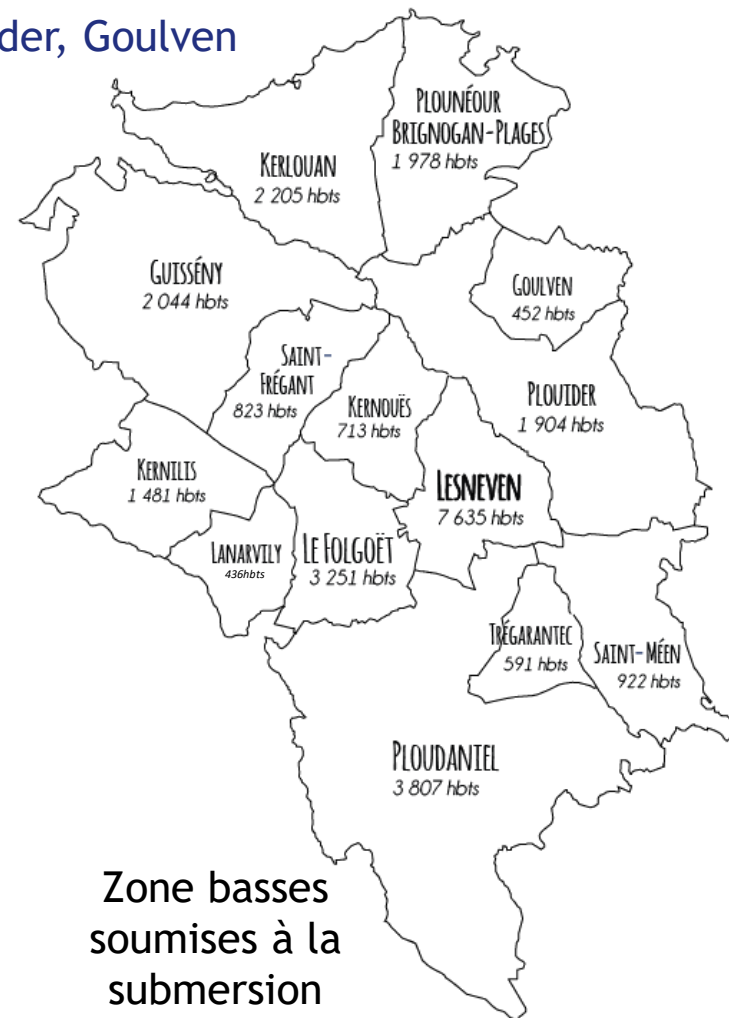 der, Goulven
PLOUNÉOUR
BRIGNOGAN-PLAGES
1 978 hbts
KERLOUAN
2 205 hbts
GUISSÉNY
2 044 hbts
GOULVEN
452 hbts
SAINT-
FRÉGANT
823 hbts
KERNOUËS
713 hbts
PLOUIDER
1 904 hbts
KERNILIS
1 481 hbts
LESNEVEN
7 635 hbts
LANARVILY
436hbts
LE FOLGOËT
3 251 hbts
TRÉGARANTEC
591 hbts
SAINT-MÉEN
922 hbts
PLOUDANIEL
3 807 hbts
Zone basses
soumises à la
submersion